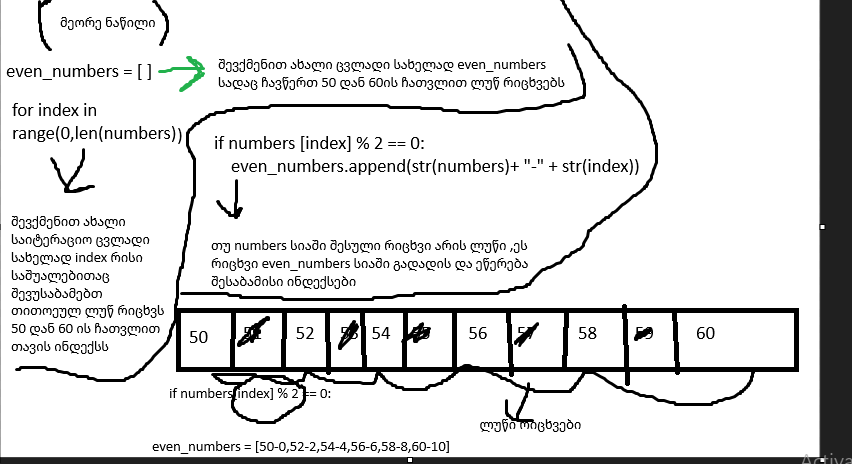 მეორე ნაწილი
even_numbers = [ ]
შევქმენით ახალი ცვლადი სახელად even_numbers
სადაც ჩავწერთ 50 დან 60ის ჩათვლით ლუწ რიცხვებს
for index in
range(0,len(numbers))
if numbers [index] % 2 == 0:
even_numbers.append(str(numbers)+ "-" + str(index))
შევქმენით ახალი
საიტერაციო ცვლადი
სახელად index რისი
საშუალებითაც
შევუსაბამებთ
თითოეულ ლუწ რიცხვს
50 დან 60 ის ჩათვლით
თავის ინდექსს
თუ numbers სიაში შესული რიცხვი არის ლუწი ,ეს
რიცხვი even_numbers სიაში გადადის და ეწერება
შესაბამისი ინდექსები
50 51 52 53 54 55 56 57 58 59 60
if numbers[index] % 2 == 0:
ლუწი რიცხვები
even_numbers = [50-0,52-2,54-4,56-6,58-8,60-10]
Activa